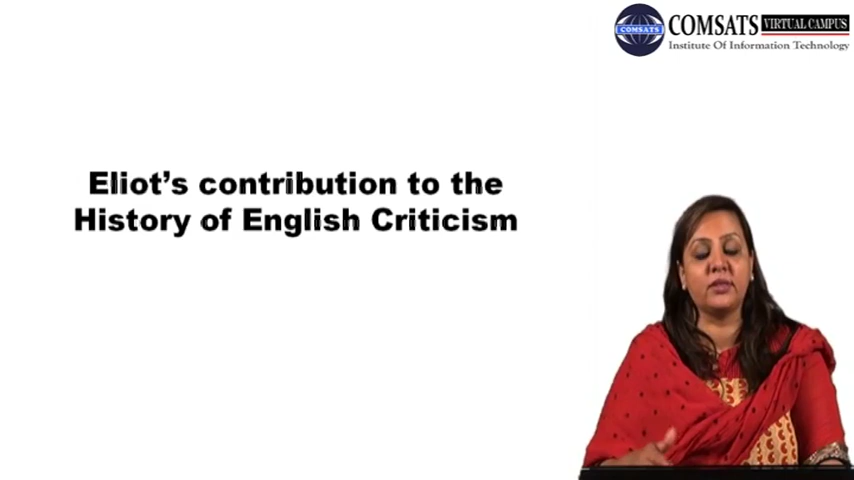 COMSATS VIRTUAL CAMPUS
Institute Of Information Technology
COMSATS
Eliot's contribution to the
History of English Criticism